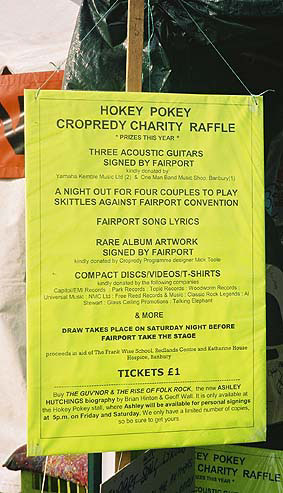 HOKEY POKEY
CROPREDY CHARITY RAFFLE
* PRIZES THIS YEAR *
THREE ACOUSTIC GUITARS
SIGNED BY FAIRPORT
kindly donated by
Yamaha Kemble Music Ltd (2) & One Man Band Music Shop, Banbury(1)
A NIGHT OUT FOR FOUR COUPLES TO PLAY
SKITTLES AGAINST FAIRPORT CONVENTION
FAIRPORT SONG LYRICS
RARE ALBUM ARTWORK
SIGNED BY FAIRPORT
kindly donated by Cropredy Programme designer Mick Toole
COMPACT DISCS/VIDEOS/T-SHIRTS
kindly donated by the following companies
Capitol/EMI Records : Park Records : Topic Records : Woodworm Records :
Universal Music : NMC Ltd : Free Reed Records & Music : Classic Rock Legends : Al
Stewart : Glass Ceiling Promotions : Talking Elephant
& MORE
DRAW TAKES PLACE ON SATURDAY NIGHT BEFORE
FAIRPORT TAKE THE STAGE
proceeds in aid of The Frank Wise School, Redlands Centre and Katharine House
Hospice, Banbury
TICKETS £1
Buy THE GUV'NOR & THE RISE OF FOLK ROCK, the new ASHLEY
HUTCHINGS biography by Brian Hinton & Geoff Wall. It is only available at
the Hokey Pokey stall, where Ashley will be available for personal signings
at 5p.m. on Friday and Saturday. We only have a limited number of copies,
so be sure to get yours
CHARITY RAFFLE
THIS YEAR *